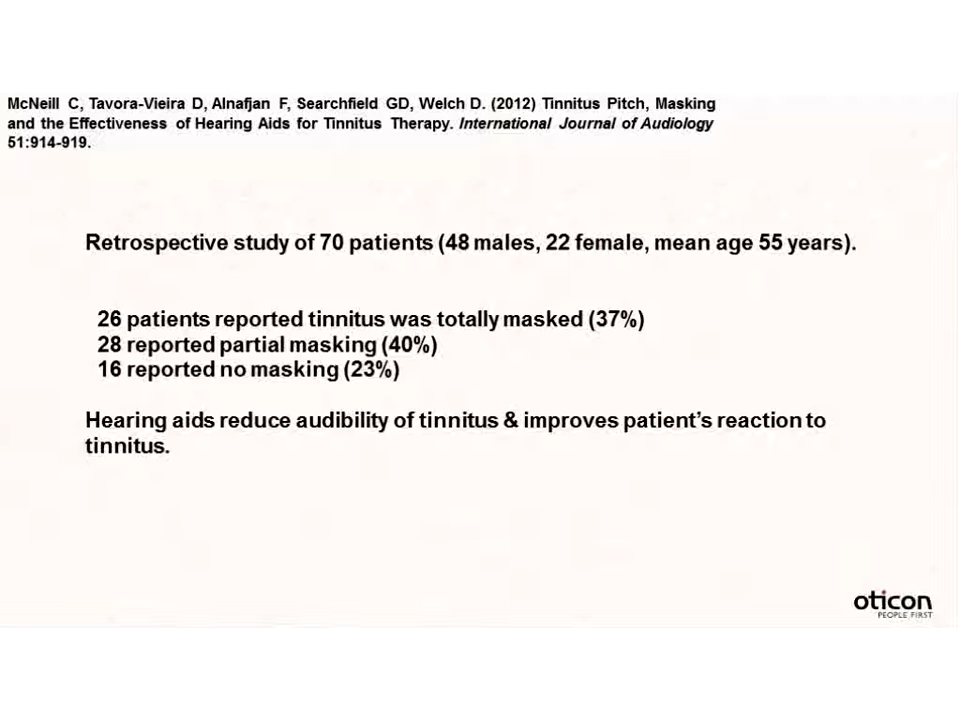 McNeill C, Tavora-Vieira D, Alnafjan F, Searchfield GD, Welch D. (2012) Tinnitus Pitch, Masking
and the Effectiveness of Hearing Aids for Tinnitus Therapy. International Journal of Audiology
51:914-919.
Retrospective study of 70 patients (48 males, 22 female, mean age 55 years).
26 patients reported tinnitus was totally masked (37%)
28 reported partial masking (40%)
16 reported no masking (23%)
Hearing aids reduce audibility of tinnitus & improves patient's reaction to
tinnitus.
oticon
PEOPLE FIRST